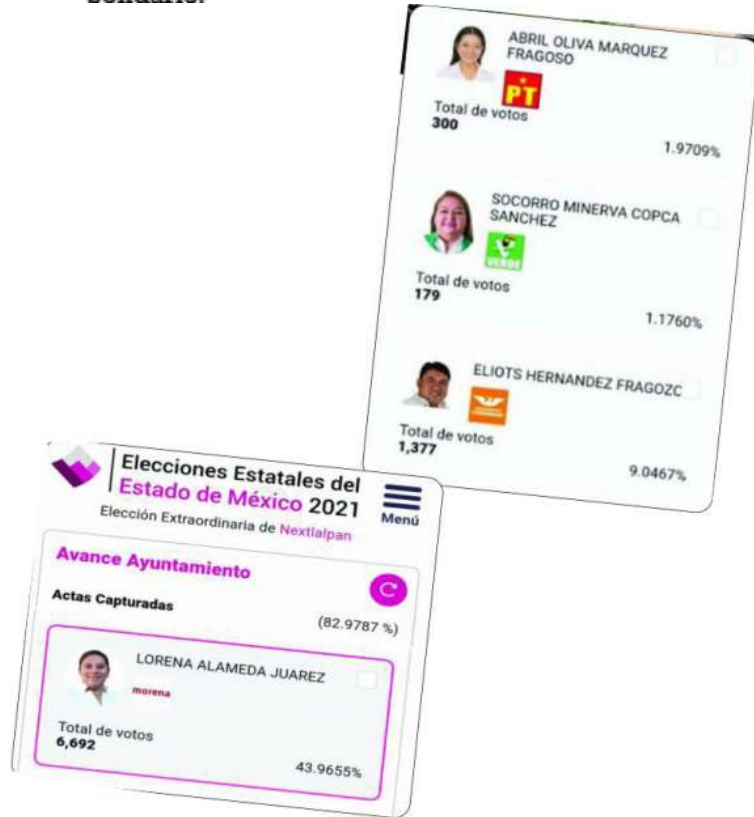 solidario.
ABRIL OLIVA MARQUEZ
FRAGOSO
PT
Total de votos
300
1.9709%
SOCORRO MINERVA COPCA
SANCHEZ
VERDE
Total de votos
179
1.1760%
ELIOTS HERNANDEZ FRAGOZO
Total de votos
1,377
9.0467%
Elecciones Estatales del
Estado de México 2021
Menú
Elección Extraordinaria de Nextlalpan
Avance Ayuntamiento
Actas Capturadas
(82.9787 %)
LORENA ALAMEDA JUAREZ
morena
Total de votos
6,692
43.9655%